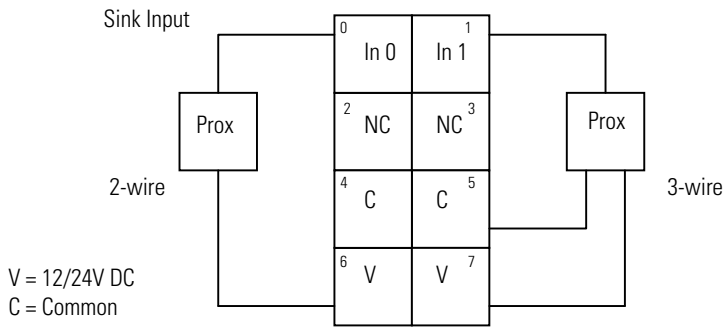 Sink Input
0 In 0 In 1 1
Prox
2 NC NC 3
Prox
2-wire
4 C C 5
3-wire
6 V V 7
V = 12/24V DC
C = Common